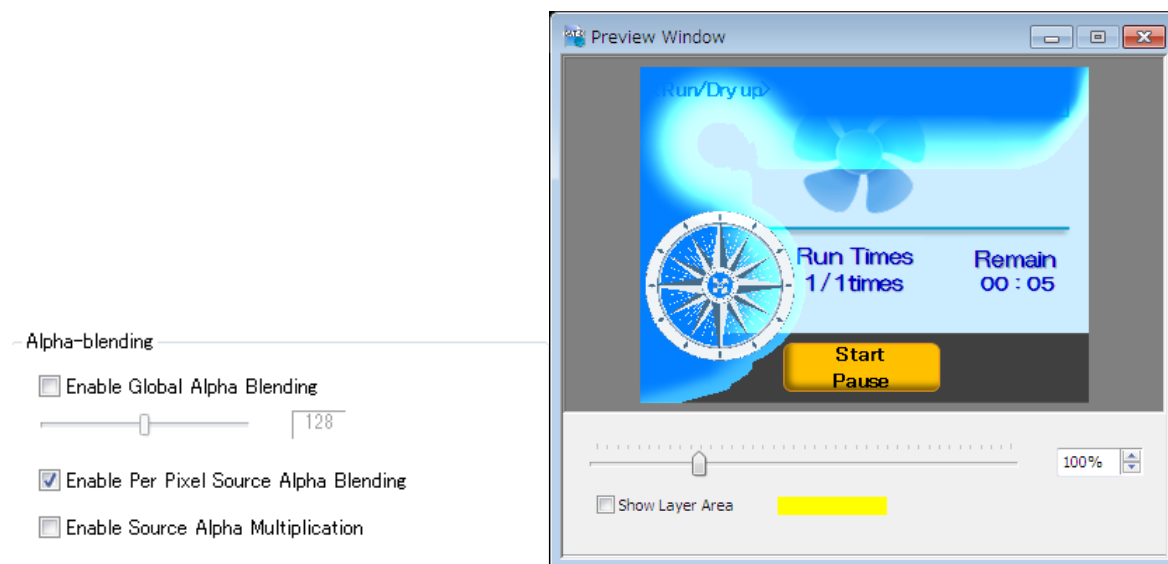 Preview Window
Run/Dry up>
Run Times
1/1times
Remain
00:05
Start
Pause
Alpha-blending
Enable Global Alpha Blending
128
Enable Per Pixel Source Alpha Blending
Enable Source Alpha Multiplication
100%
Show Layer Area